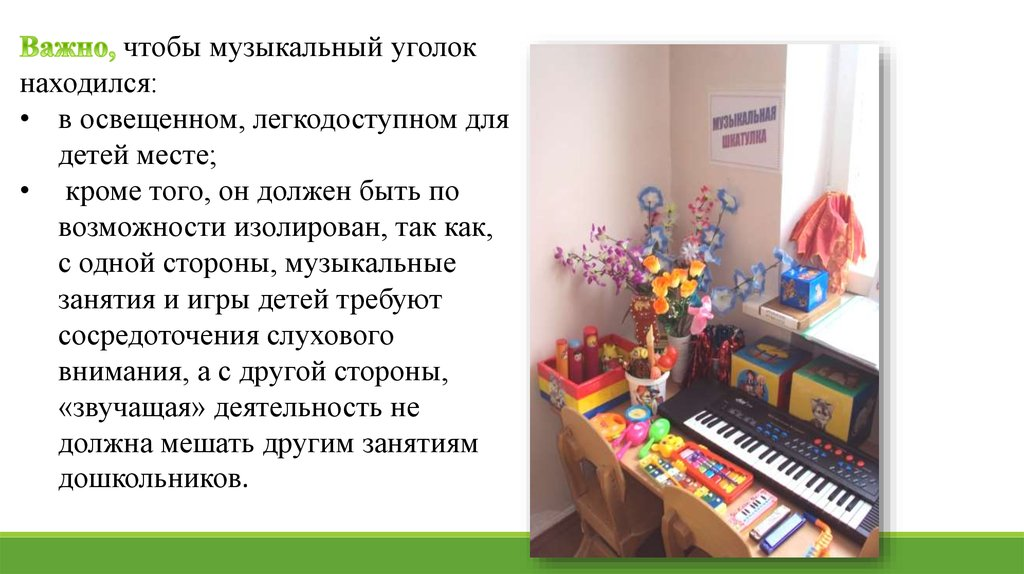 Важно, чтобы музыкальный уголок
находился:
• в освещенном, легкодоступном для
детей месте;
• кроме того, он должен быть по
возможности изолирован, так как,
с одной стороны, музыкальные
занятия и игры детей требуют
сосредоточения слухового
внимания, а с другой стороны,
«звучащая» деятельность не
должна мешать другим занятиям
дошкольников.
МУЗЫКАЛЬНАЯ
ШКАТУЛКА